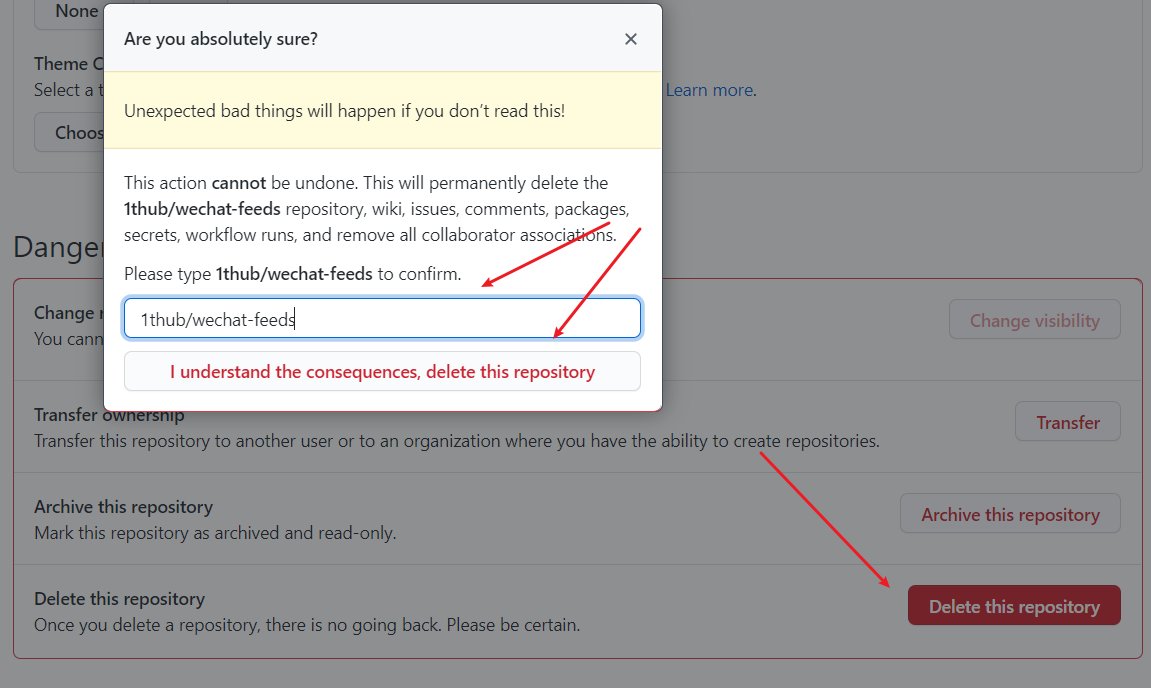 None
Are you absolutely sure?
Theme C
Select a t
Learn more.
Unexpected bad things will happen if you don’t read this!
Choos
This action cannot be undone. This will permanently delete the
1thub/wechat-feeds repository, wiki, issues, comments, packages,
secrets, workflow runs, and remove all collaborator associations.
Please type 1thub/wechat-feeds to confirm.
1thub/wechat-feeds
I understand the consequences, delete this repository
Danger
Change r
You cann
Change visibility
Transfer ownership
Transfer this repository to another user or to an organization where you have the ability to create repositories.
Transfer
Archive this repository
Mark this repository as archived and read-only.
Archive this repository
Delete this repository
Once you delete a repository, there is no going back. Please be certain.
Delete this repository